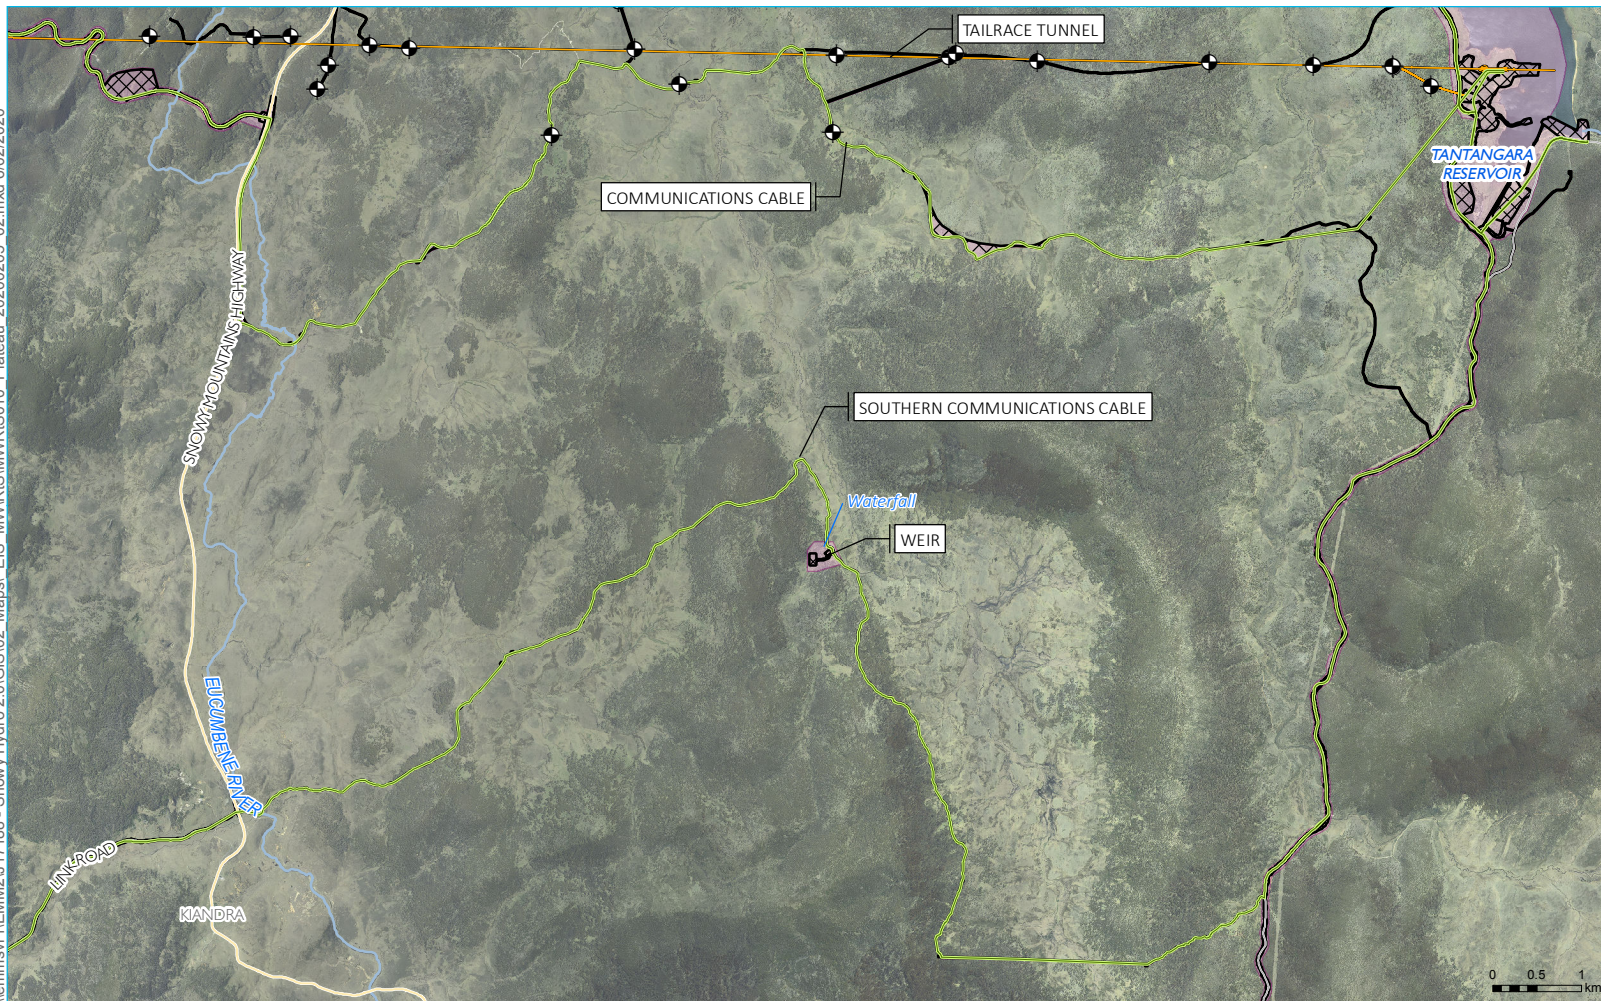 TAILRACE TUNNEL
TANTANGARA
RESERVOIR
COMMUNICATIONS CABLE
SNOWY MOUNTAINS HIGHWAY
SOUTHERN COMMUNICATIONS CABLE
Waterfall
WEIR
EUCUMBENE RIVER
LINK ROAD
KIANDRA
0 0.5 1
km